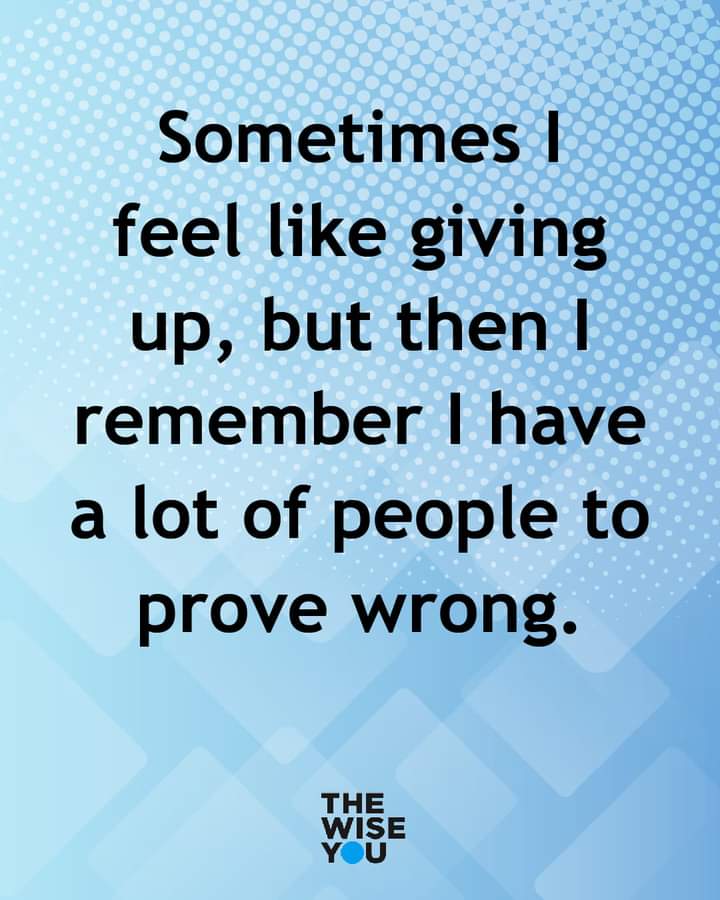 Sometimes I
feel like giving
up, but then I
remember I have
a lot of people to
prove wrong.
THE
WISE
YOU